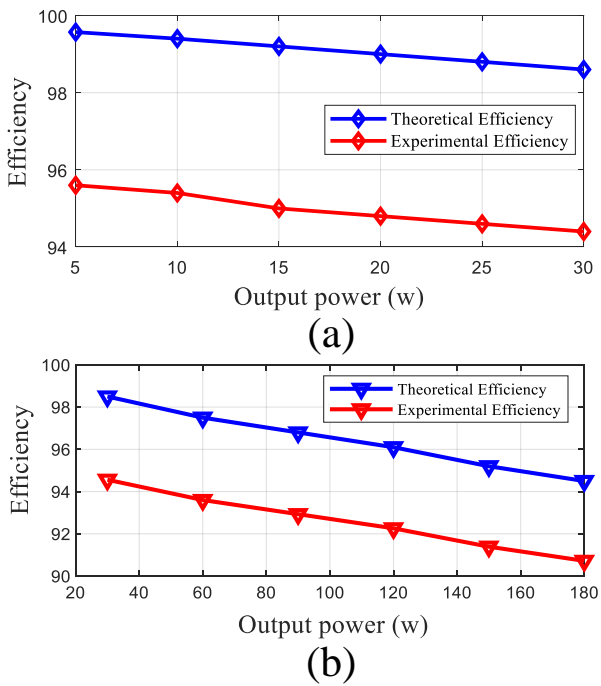 100
98
96
94
Efficiency
Theoretical Efficiency
Experimental Efficiency
5 10 15 20 25 30
Output power (w)
(a)
100
98
96
94
92
90
Efficiency
Theoretical Efficiency
Experimental Efficiency
20 40 60 80 100 120 140 160 180
Output power (w)
(b)